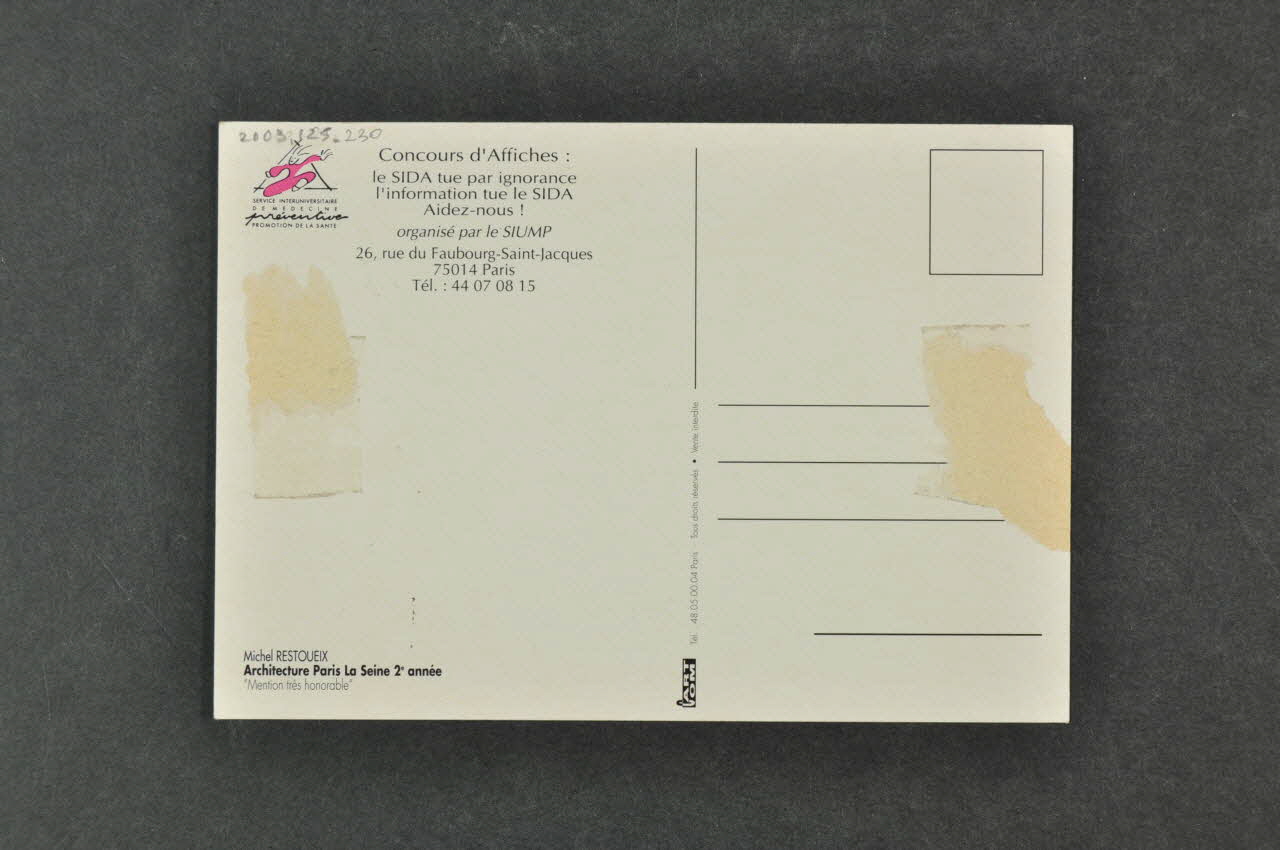 2003.125.230
SERVICE INTERUNIVERSITAIRE
DE MEDECINE
préventive
PROMOTION DE LA SANTE
Concours d'Affiches :
le SIDA tue par ignorance
l'information tue le SIDA
Aidez-nous !
organisé par le SIUMP
26, rue du Faubourg-Saint-Jacques
75014 Paris
Tél. : 44 07 08 15
Michel RESTOUEIX
Architecture Paris La Seine 2e année
"Mention très honorable"
Tél. : 48.05.00.04 Paris Tous droits réservés • Vente interdite